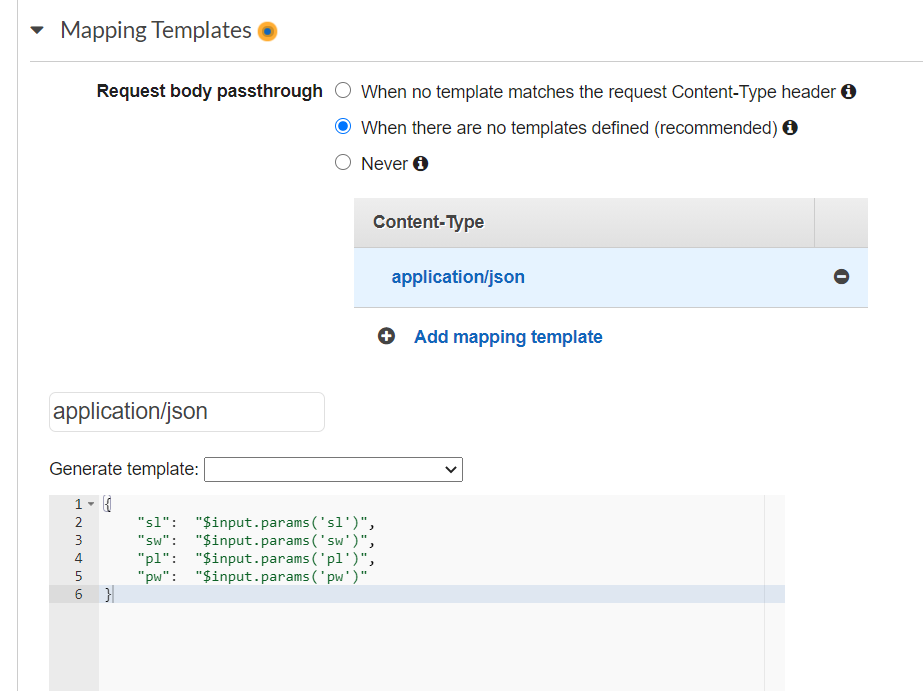 Mapping Templates
Request body passthrough
When no template matches the request Content-Type header
When there are no templates defined (recommended)
Never
Content-Type
application/json
Add mapping template
application/json
Generate template:
1 {
2 "sl": "$input.params('sl')",
3 "sw": "$input.params('sw')",
4 "pl": "$input.params('pl')",
5 "pw": "$input.params('pw')"
6 }